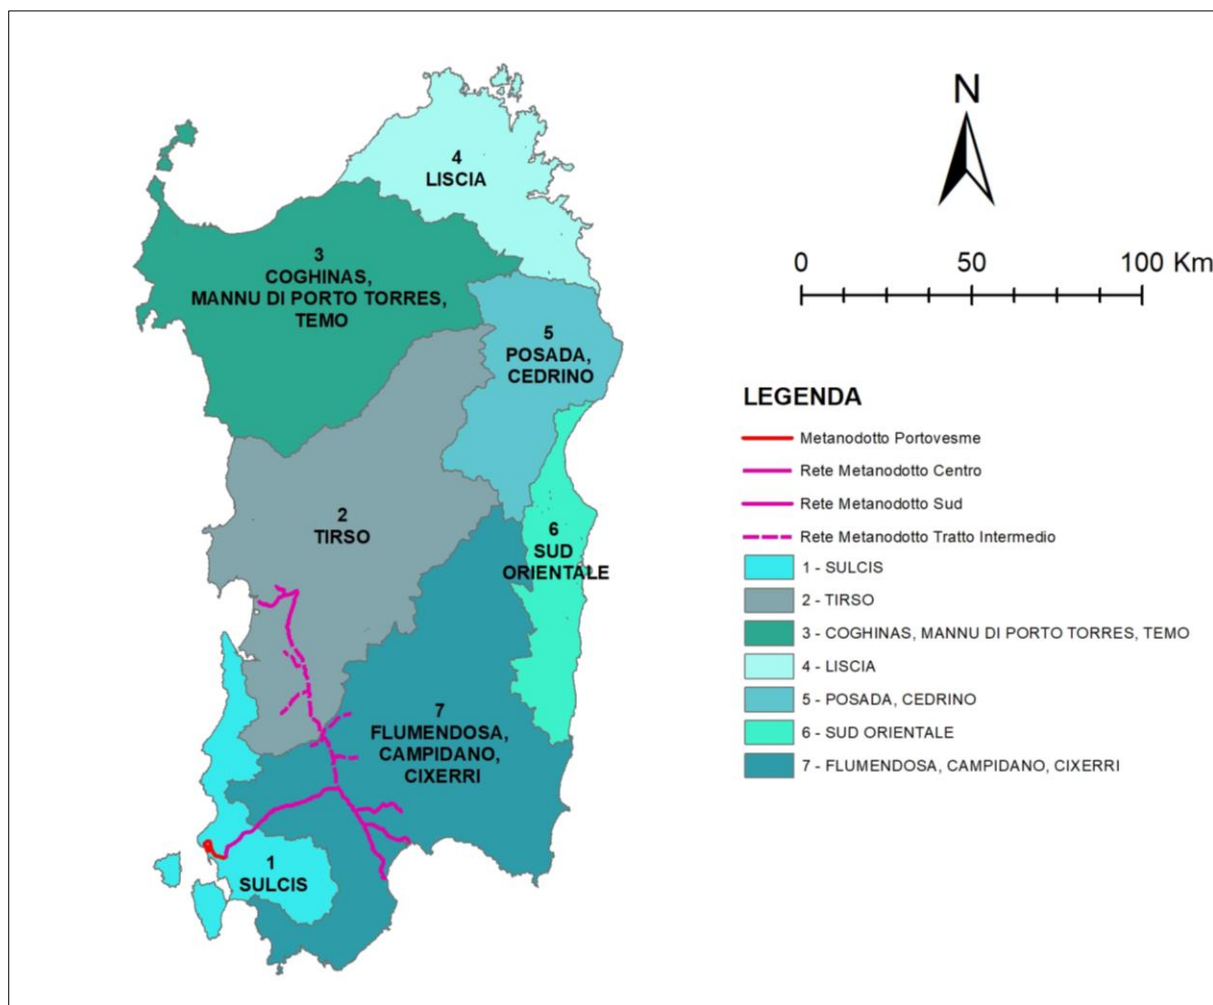 N
0 50 100 Km
4
LISCIA
3
COGHINAS,
MANNU DI PORTO TORRES,
TEMO
5
POSADA,
CEDRINO
2
TIRSO
6
SUD
ORIENTALE
7
FLUMENDOSA,
CAMPIDANO,
CIXERRI
1
SULCIS
LEGENDA
Metanodotto Portovesme
Rete Metanodotto Centro
Rete Metanodotto Sud
Rete Metanodotto Tratto Intermedio
1 - SULCIS
2 - TIRSO
3 - COGHINAS, MANNU DI PORTO TORRES, TEMO
4 - LISCIA
5 - POSADA, CEDRINO
6 - SUD ORIENTALE
7 - FLUMENDOSA, CAMPIDANO, CIXERRI